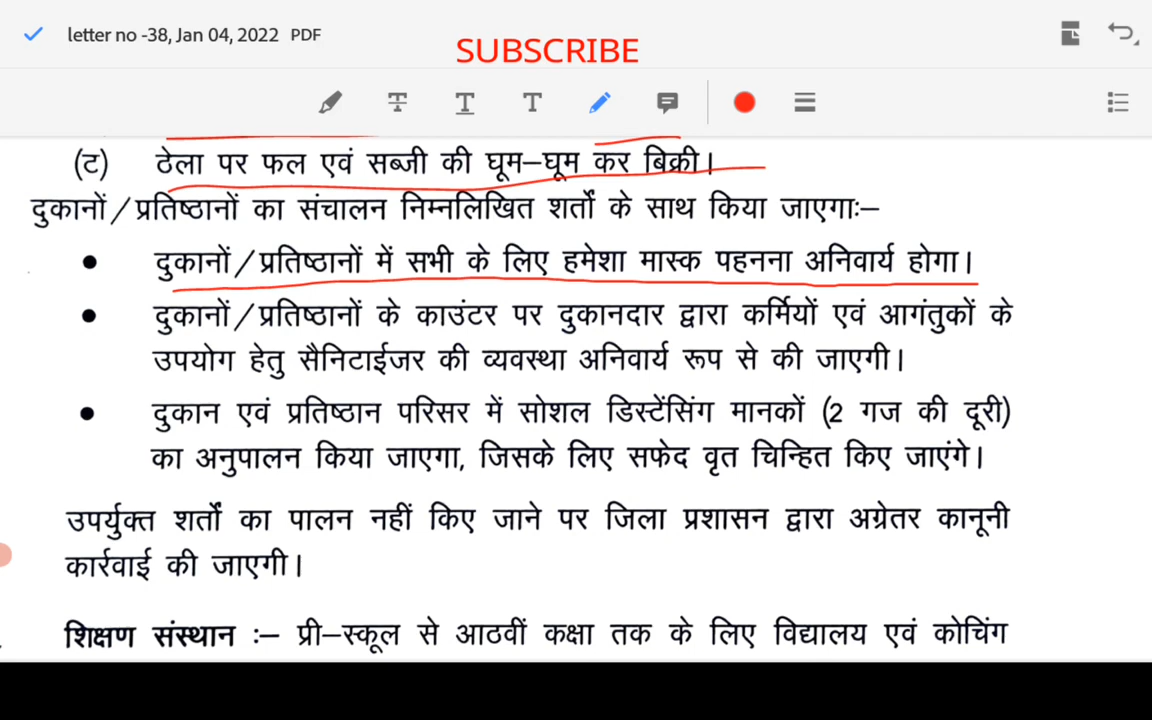 letter no -38, Jan 04, 2022 PDF
SUBSCRIBE
(ट) ठेला पर फल एवं सब्जी की घूम–घूम कर बिक्री।
दुकानों/प्रतिष्ठानों का संचालन निम्नलिखित शर्तों के साथ किया जाएगाः–
● दुकानों/प्रतिष्ठानों में सभी के लिए हमेशा मास्क पहनना अनिवार्य होगा।
● दुकानों/प्रतिष्ठानों के काउंटर पर दुकानदार द्वारा कर्मियों एवं आगंतुकों के
उपयोग हेतु सैनिटाईजर की व्यवस्था अनिवार्य रूप से की जाएगी।
● दुकान एवं प्रतिष्ठान परिसर में सोशल डिस्टेंसिंग मानकों (2 गज की दूरी)
का अनुपालन किया जाएगा, जिसके लिए सफेद वृत चिन्हित किए जाएंगे।
उपर्युक्त शर्तों का पालन नहीं किए जाने पर जिला प्रशासन द्वारा अग्रेतर कानूनी
कार्रवाई की जाएगी।
शिक्षण संस्थान :– प्री–स्कूल से आठवीं कक्षा तक के लिए विद्यालय एवं कोचिंग